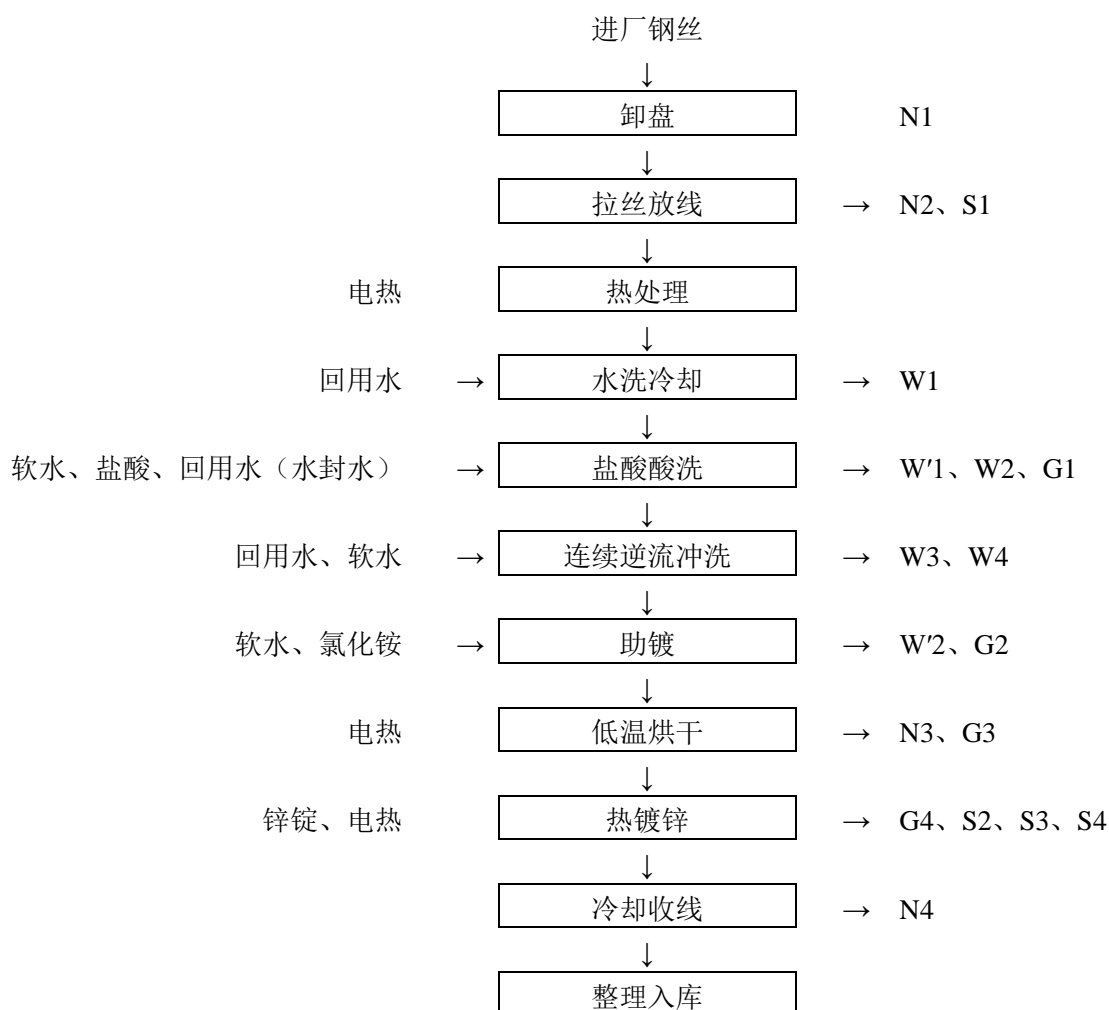 进厂钢丝
↓
卸盘 N1
↓
拉丝放线 → N2、S1
↓
电热 热处理
↓
回用水 → 水洗冷却 → W1
↓
软水、盐酸、回用水（水封水） → 盐酸酸洗 → W'1、W2、G1
↓
回用水、软水 → 连续逆流冲洗 → W3、W4
↓
软水、氯化铵 → 助镀 → W'2、G2
↓
电热 低温烘干 → N3、G3
↓
锌锭、电热 热镀锌 → G4、S2、S3、S4
↓
冷却收线 → N4
↓
整理入库